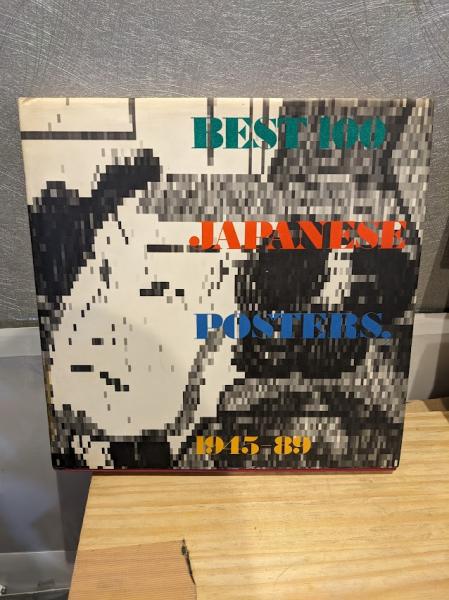 BEST 100
JAPANESE
POSTERS.
1945-89